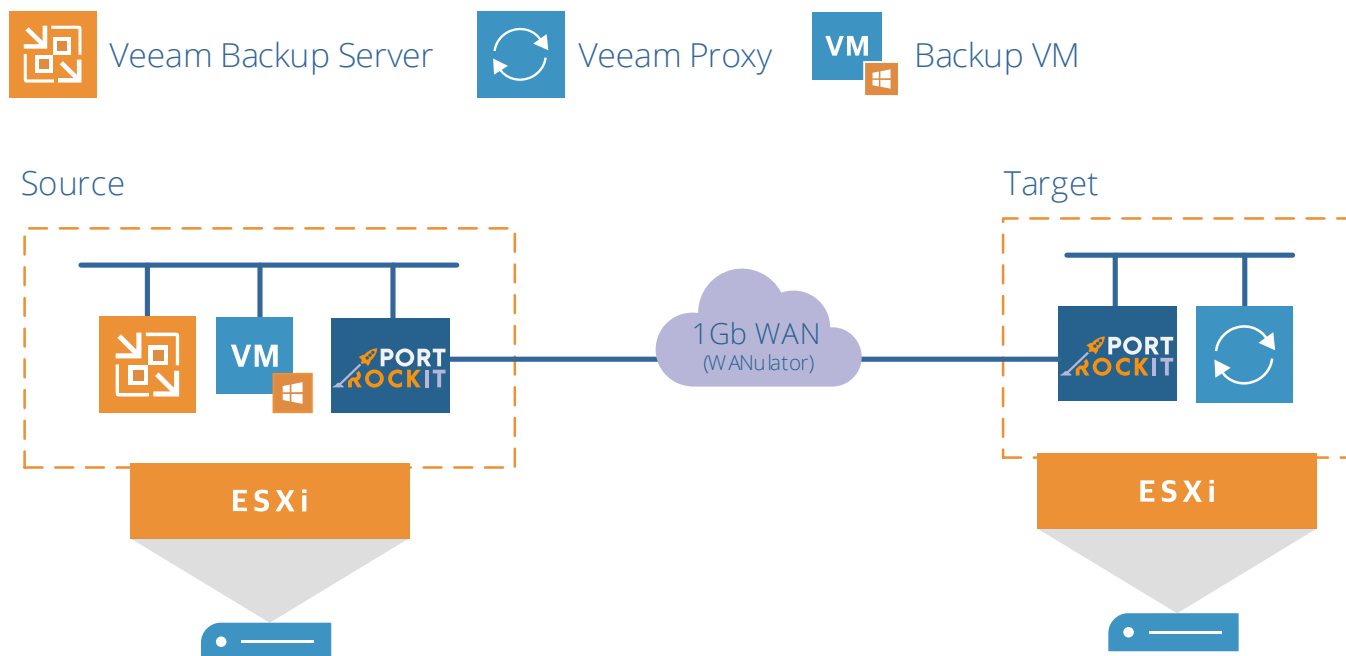 Veeam Backup Server
Veeam Proxy
VM
Backup VM
Source
Target
VM
PORT
ROCKIT
1Gb WAN
(WANulator)
PORT
ROCKIT
ESXi
ESXi